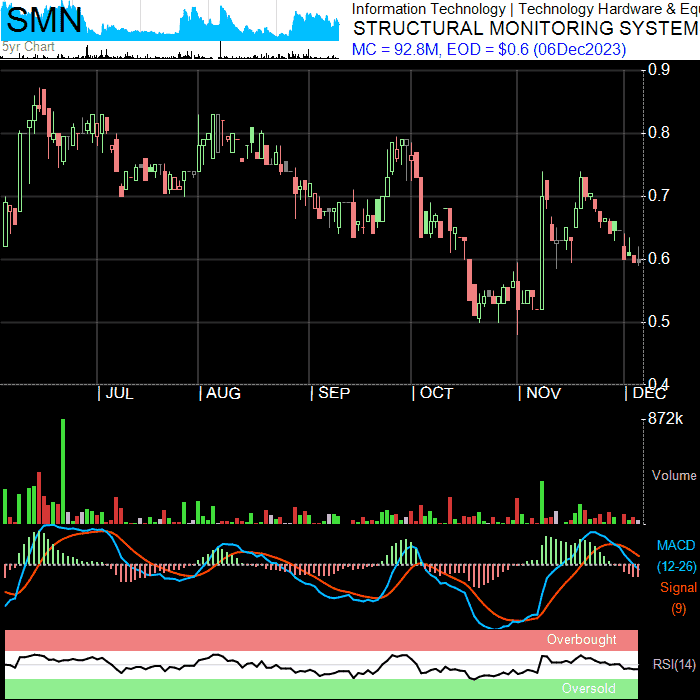 SMN
5yr Chart
Information Technology | Technology Hardware & Equ
STRUCTURAL MONITORING SYSTEM
MC = 92.8M, EOD = $0.6 (06Dec2023)
0.9
0.8
0.7
0.6
0.5
0.4
| JUL | AUG | SEP | OCT | NOV | DEC
872k
Volume
MACD
(12-26)
Signal
(9)
Overbought
RSI(14)
Oversold